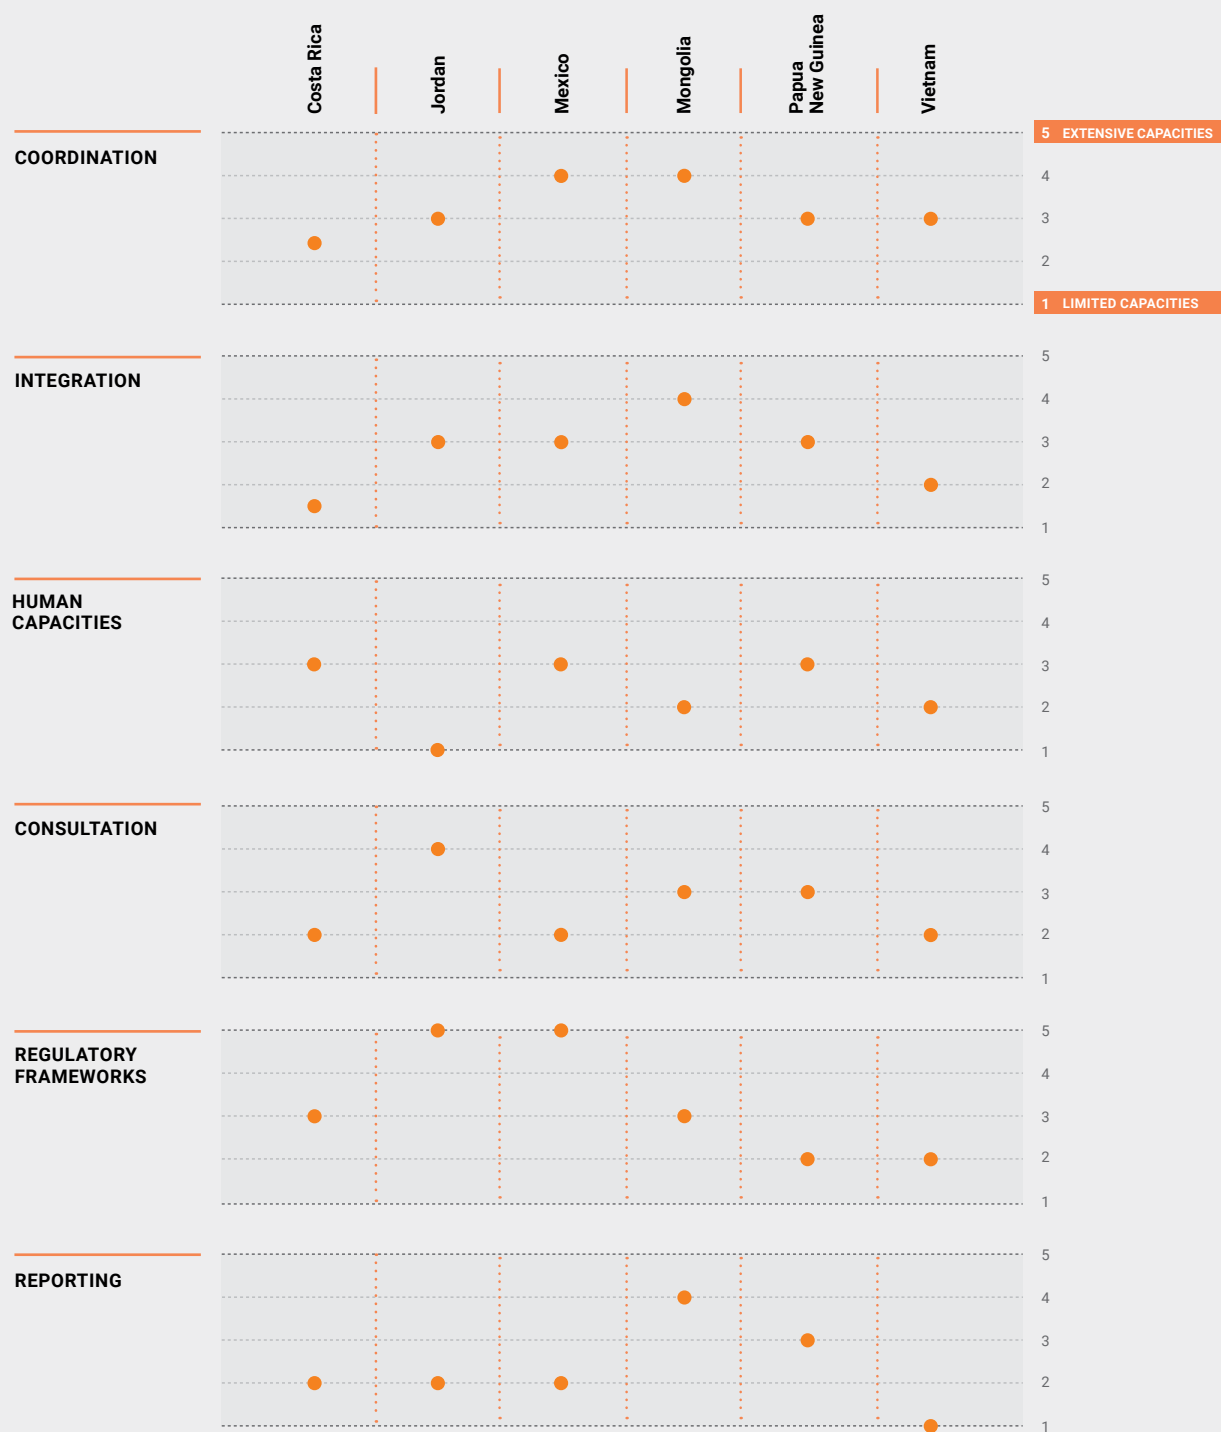 Costa Rica
Jordan
Mexico
Mongolia
Papua
New Guinea
Vietnam
COORDINATION
5 EXTENSIVE CAPACITIES
4
3
2
1 LIMITED CAPACITIES
INTEGRATION
5
4
3
2
1
HUMAN
CAPACITIES
5
4
3
2
1
CONSULTATION
5
4
3
2
1
REGULATORY
FRAMEWORKS
5
4
3
2
1
REPORTING
5
4
3
2
1